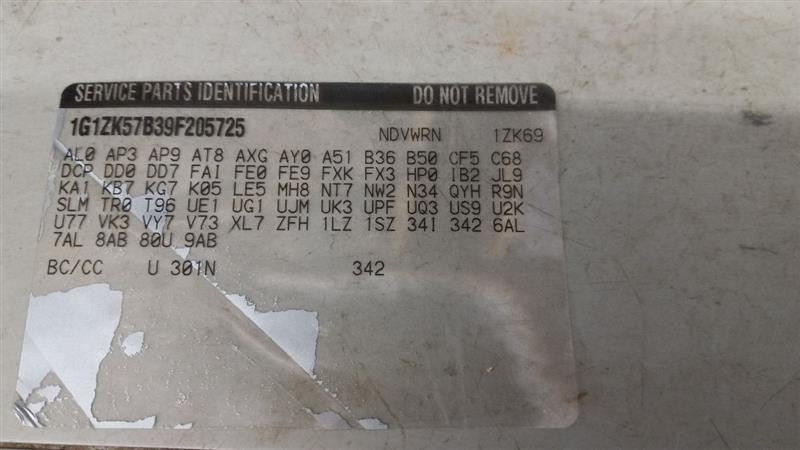 SERVICE PARTS IDENTIFICATION DO NOT REMOVE
1G1ZK57B39F205725 NDVWRN 1ZK69
AL0 AP3 AP9 AT8 AXG AY0 A51 B36 B50 CF5 C68
DCP DD0 DD7 FAI FE0 FE9 FXK FX3 HP0 IB2 JL9
KA1 KB7 KG7 K05 LE5 MH8 NT7 NW2 N34 QYH R9N
SLM TR0 T96 UE1 UG1 UJM UK3 UPF UQ3 US9 U2K
U77 VK3 VY7 V73 XL7 ZFH 1LZ 1SZ 34I 342 6AL
7AL 8AB 80U 9AB
BC/CC U 301N 342